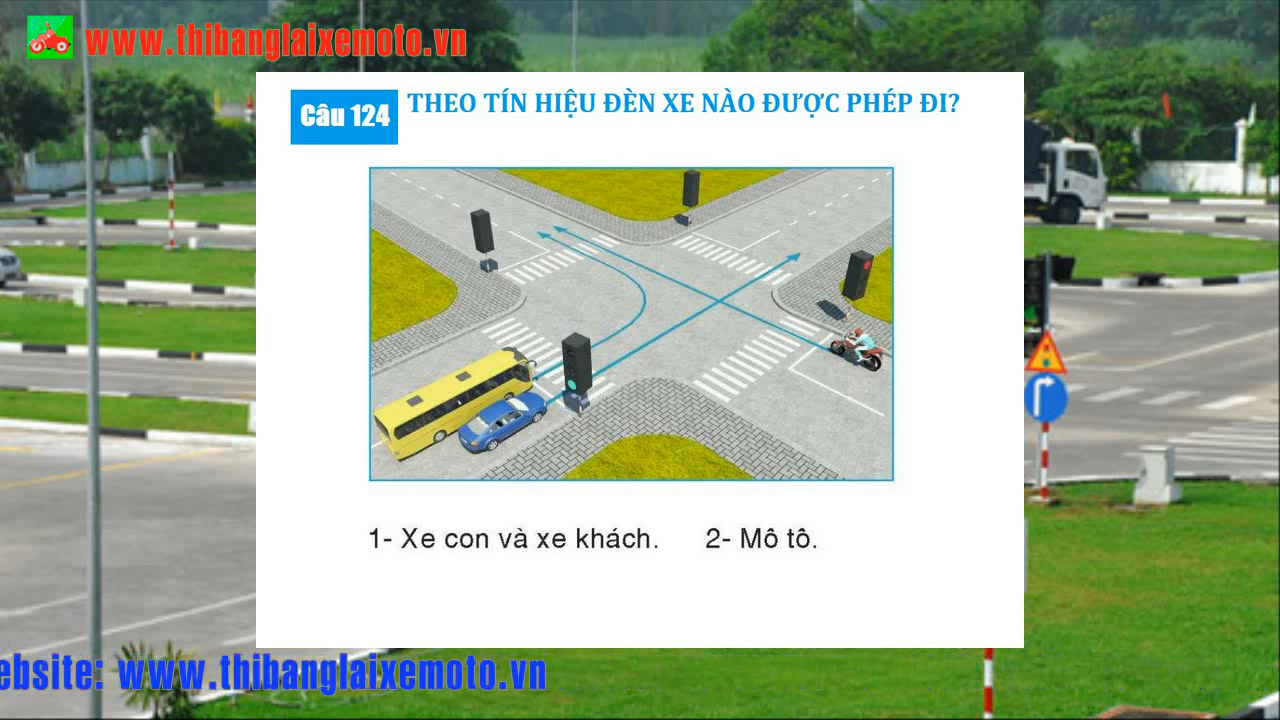 www.thibanglaixemoto.vn
Câu 124
THEO TÍN HIỆU ĐÈN XE NÀO ĐƯỢC PHÉP ĐI?
1- Xe con và xe khách. 2- Mô tô.
ebsite: www.thibanglaixemoto.vn